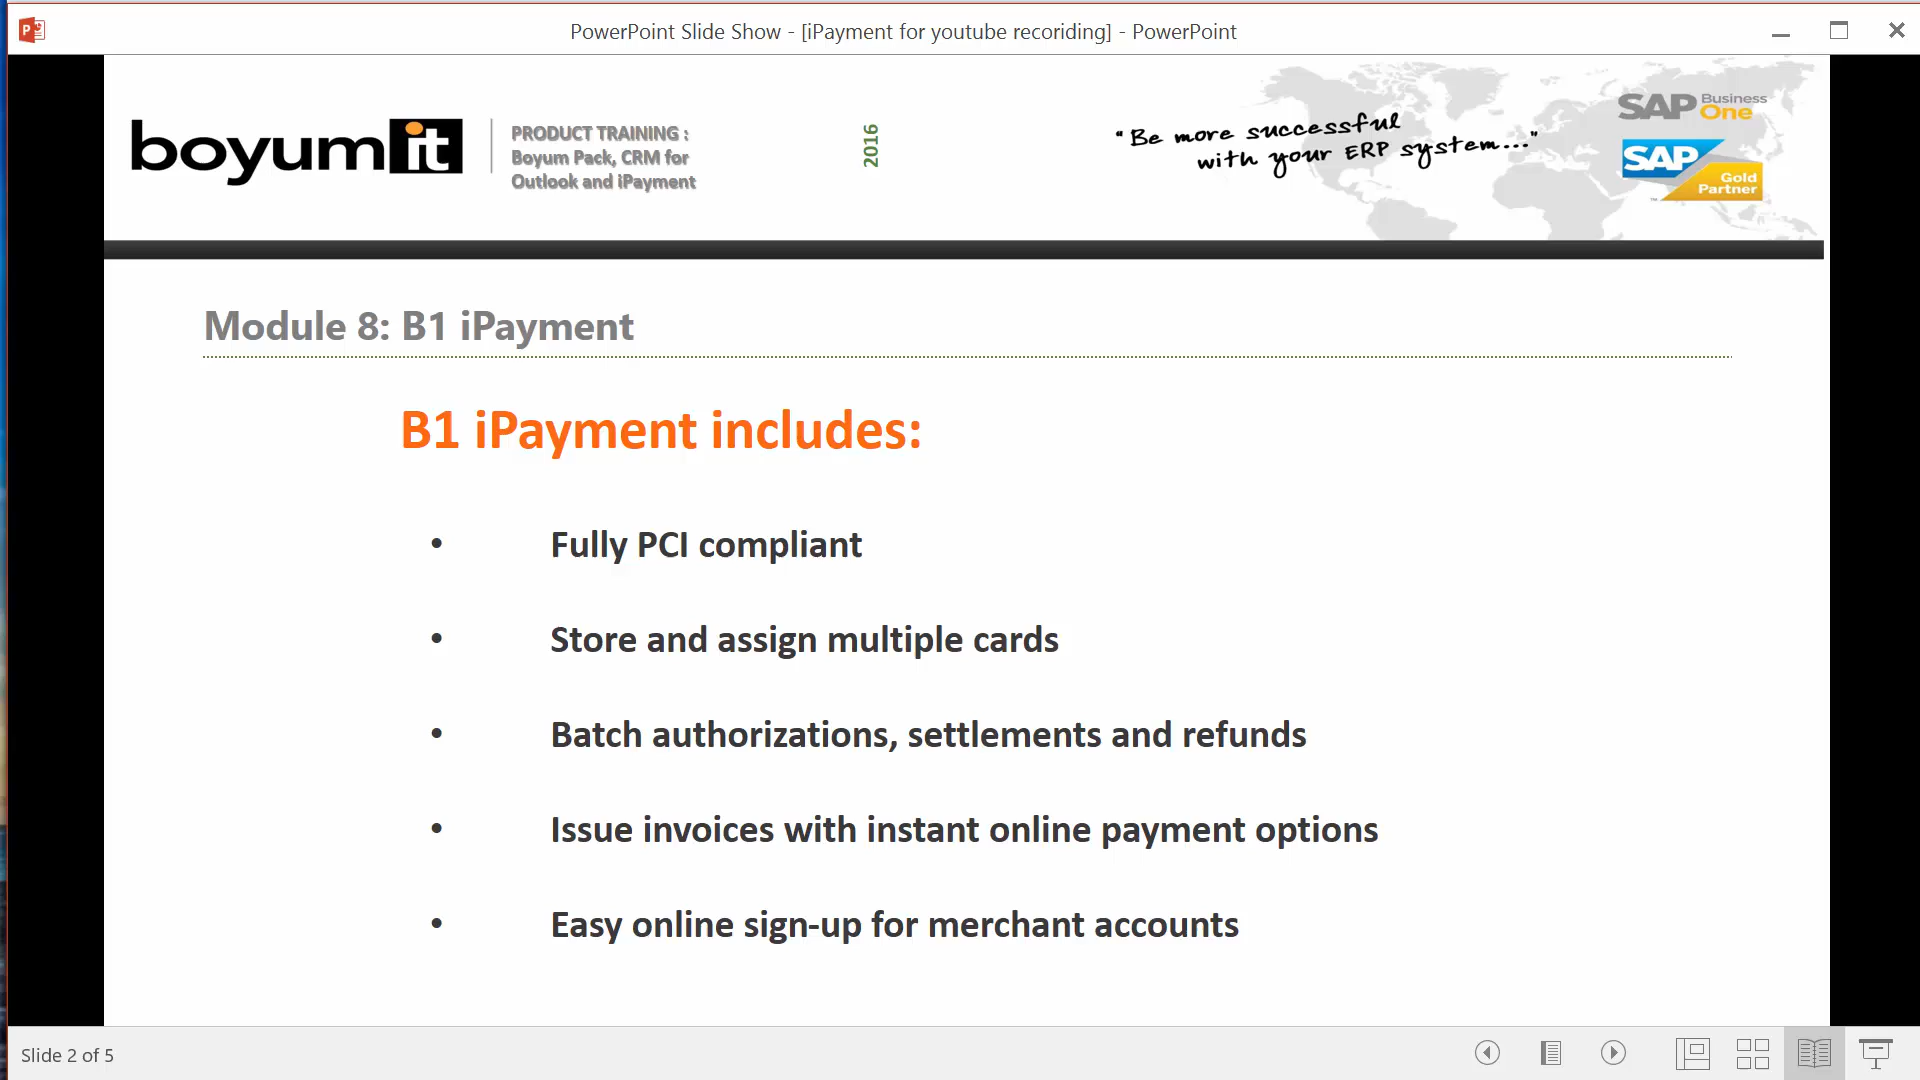 PowerPoint Slide Show - [iPayment for youtube recoriding] - PowerPoint
boyumit
PRODUCT TRAINING :
Boyum Pack, CRM for
Outlook and iPayment
2016
"Be more successful
with your ERP system..."
SAP Business
One
SAP
Gold
Partner
™
Module 8: B1 iPayment
B1 iPayment includes:
• Fully PCI compliant
• Store and assign multiple cards
• Batch authorizations, settlements and refunds
• Issue invoices with instant online payment options
• Easy online sign-up for merchant accounts
Slide 2 of 5